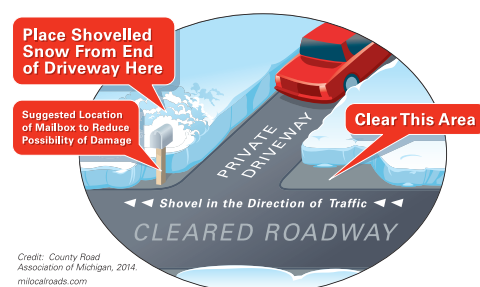 Place Shovelled
Snow From End
of Driveway Here
Suggested Location
of Mailbox to Reduce
Possibility of Damage
Clear This Area
PRIVATE
DRIVEWAY
Shovel in the Direction of Traffic
CLEARED ROADWAY
Credit: County Road
Association of Michigan, 2014.
milocalroads.com